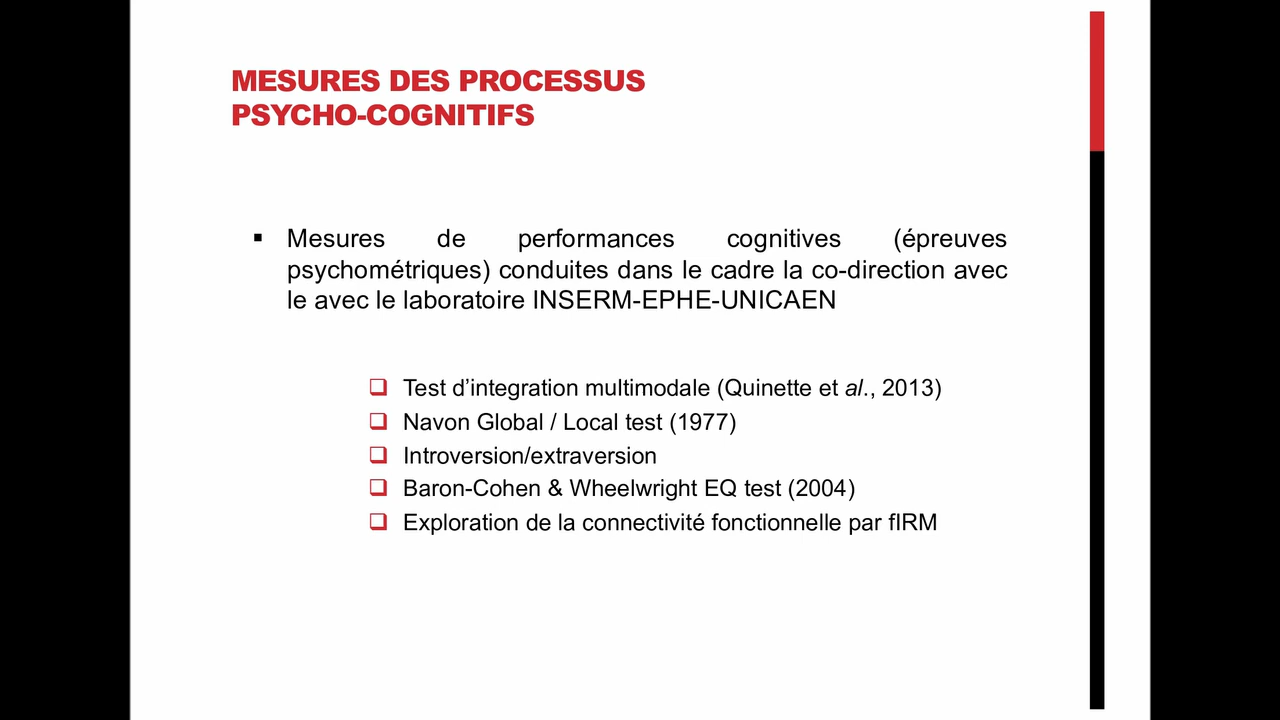 MESURES DES PROCESSUS
PSYCHO-COGNITIFS
▪ Mesures de performances cognitives (épreuves
psychométriques) conduites dans le cadre la co-direction avec
le avec le laboratoire INSERM-EPHE-UNICAEN
❑ Test d’integration multimodale (Quinette et al., 2013)
❑ Navon Global / Local test (1977)
❑ Introversion/extraversion
❑ Baron-Cohen & Wheelwright EQ test (2004)
❑ Exploration de la connectivité fonctionnelle par fIRM